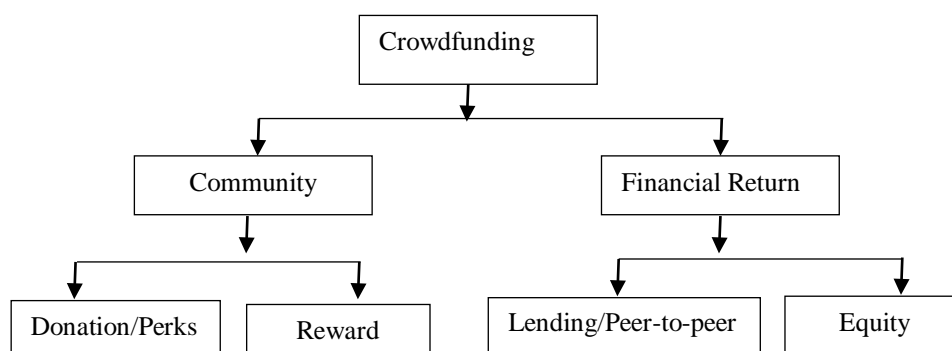 Crowdfunding
Community
Financial Return
Donation/Perks
Reward
Lending/Peer-to-peer
Equity